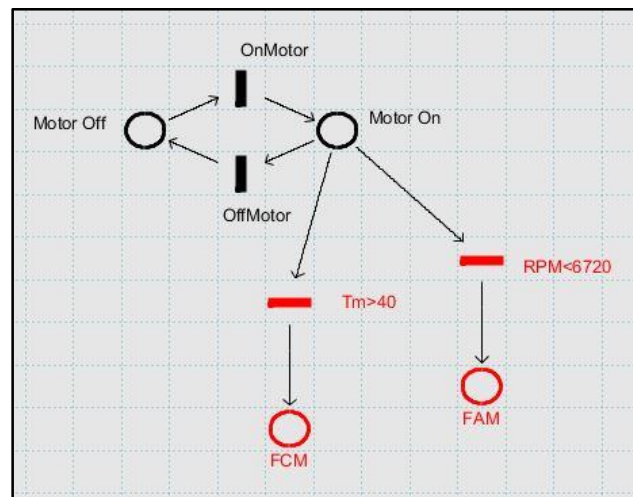 OnMotor
Motor Off
Motor On
OffMotor
RPM<6720
Tm>40
FAM
FCM